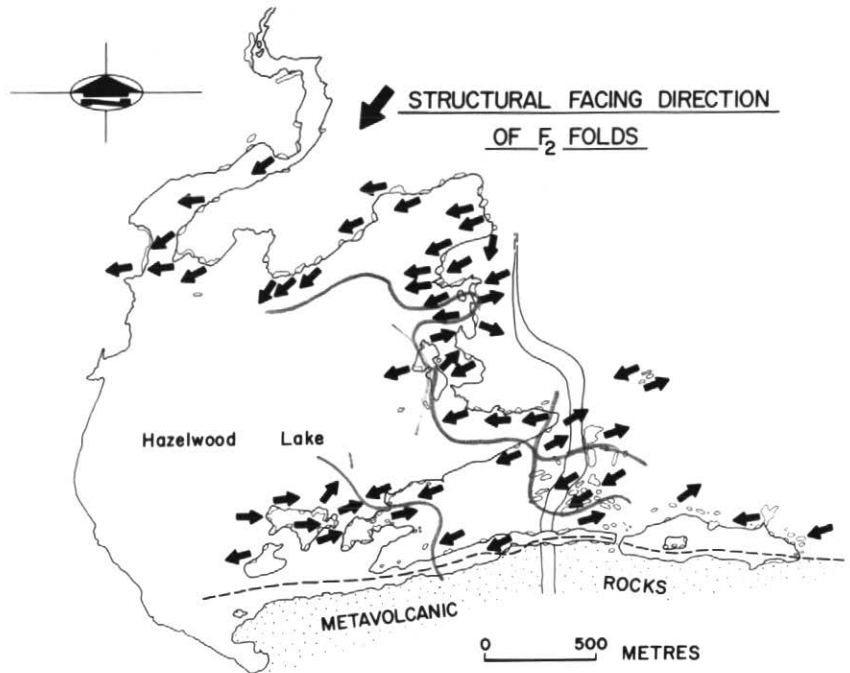 STRUCTURAL FACING DIRECTION
OF F2 FOLDS
Hazelwood Lake
METAVOLCANIC ROCKS
0 500 METRES